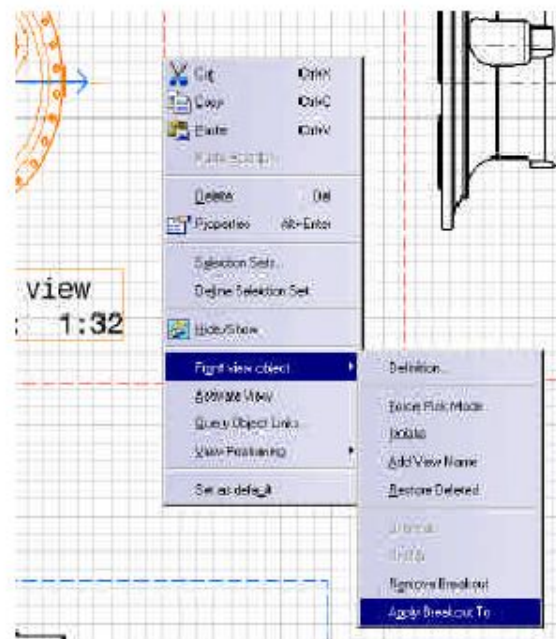 Cut Ctrl+X
Copy Ctrl+C
Paste Ctrl+V
Delete Del
Properties Alt+Enter
Selection Sets...
Define Selection Set
view
: 1:32
Hide/Show
Front view object
Definition...
Activate View
Query Object Links...
Force Pick Mode
Isolate
View Positioning
Add View Name
Restore Deleted
Set as default
Remove Breakout
Apply Breakout To